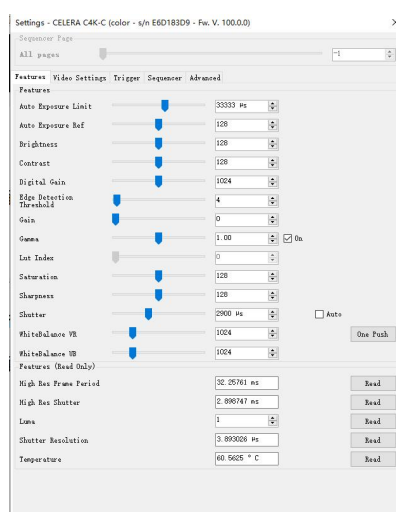 Settings - CELERA C4K-C (color - s/n E6D183D9 - Fw. V. 100.0.0)
Sequencer Page
All pages -1
Features Video Settings Trigger Sequencer Advanced
Features
Auto Exposure Limit 33333 µs
Auto Exposure Ref 128
Brightness 128
Contrast 128
Digital Gain 1024
Edge Detection
Threshold 4
Gain 0
Gamma 1.00 On
Lut Index 0
Saturation 128
Sharpness 128
Shutter 2900 µs Auto
WhiteBalance VR 1024 One Push
WhiteBalance UB 1024
Features (Read Only)
High Res Frame Period 32.25761 ms Read
High Res Shutter 2.898747 ms Read
Luma 1 Read
Shutter Resolution 3.893026 µs Read
Temperature 60.5625 ° C Read